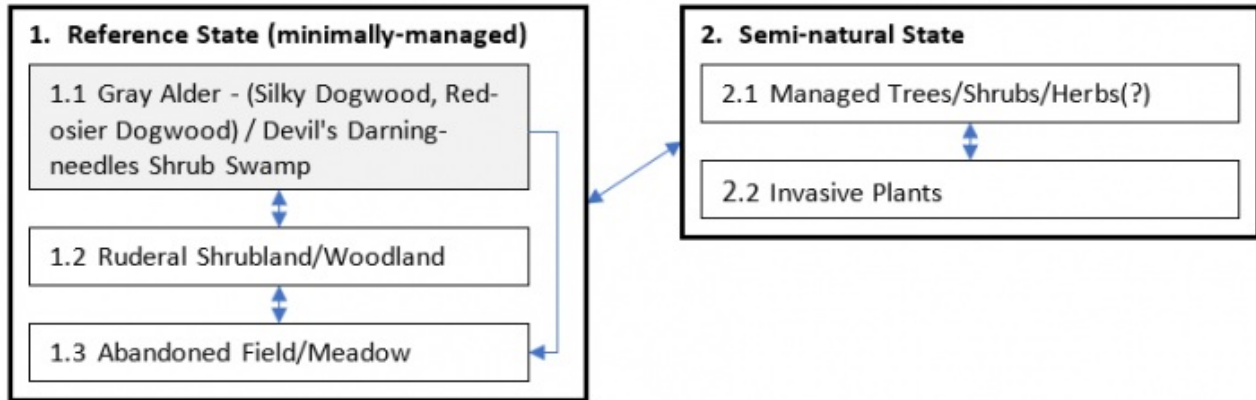 1. Reference State (minimally-managed)
1.1 Gray Alder - (Silky Dogwood, Red-
osier Dogwood) / Devil's Darning-
needles Shrub Swamp
1.2 Ruderal Shrubland/Woodland
1.3 Abandoned Field/Meadow
2. Semi-natural State
2.1 Managed Trees/Shrubs/Herbs(?)
2.2 Invasive Plants